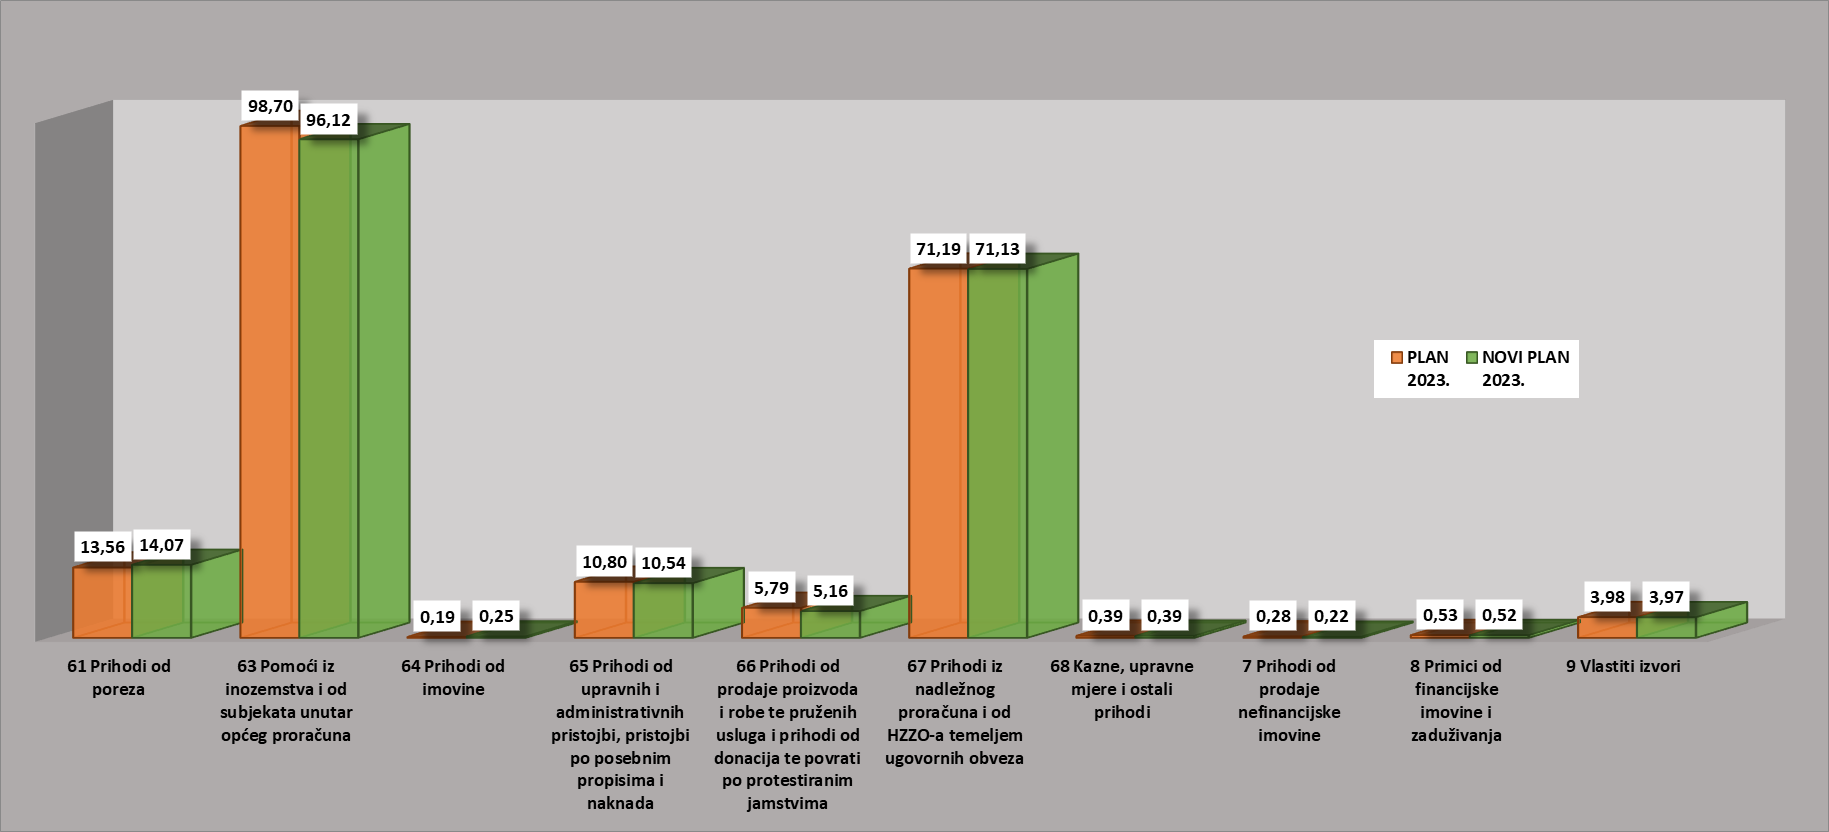 98,70
96,12
71,19
71,13
PLAN
2023.
NOVI PLAN
2023.
13,56
14,07
10,80
10,54
5,79
5,16
0,19
0,25
0,39
0,39
0,28
0,22
0,53
0,52
3,98
3,97
61 Prihodi od
poreza
63 Pomoći iz
inozemstva i od
subjekata unutar
općeg proračuna
64 Prihodi od
imovine
65 Prihodi od
upravnih i
administrativnih
pristojbi, pristojbi
po posebnim
propisima i
naknada
66 Prihodi od
prodaje proizvoda
i robe te pruženih
usluga i prihodi od
donacija te povrati
po protestiranim
jamstvima
67 Prihodi iz
nadležnog
proračuna i od
HZZO-a temeljem
ugovornih obveza
68 Kazne, upravne
mjere i ostali
prihodi
7 Prihodi od
prodaje
nefinancijske
imovine
8 Primici od
financijske
imovine i
zaduživanja
9 Vlastiti izvori